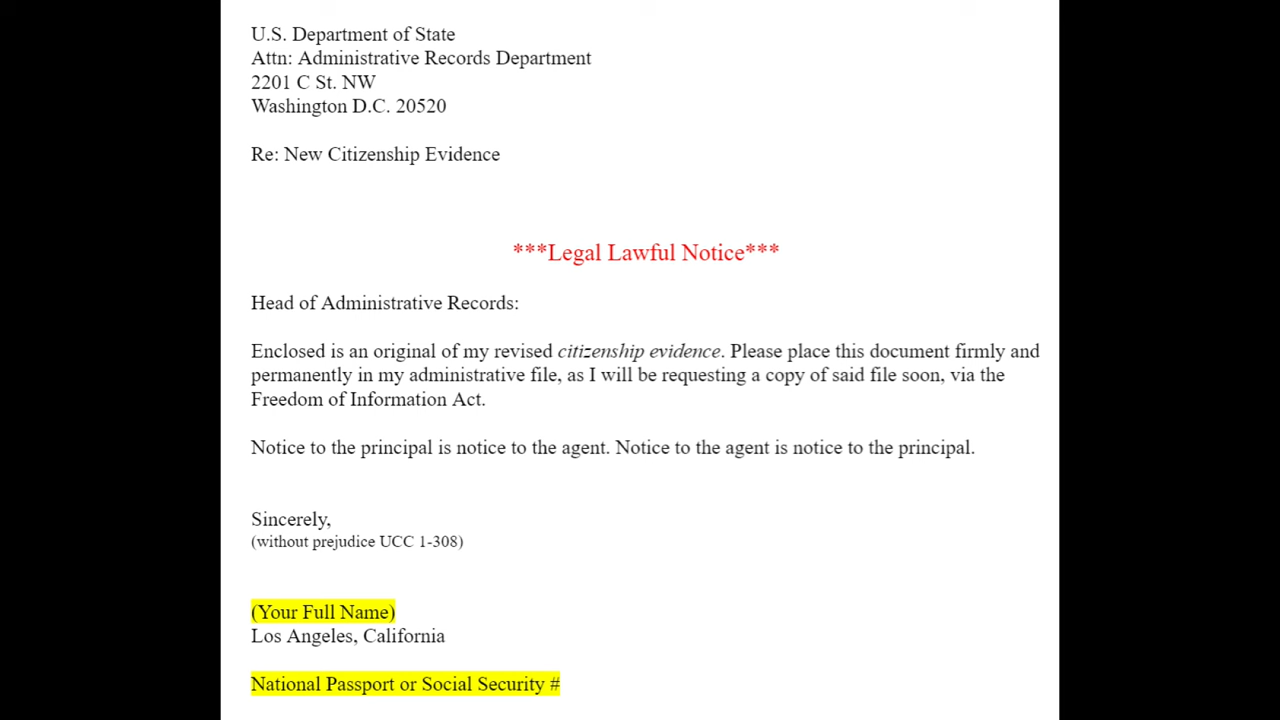 U.S. Department of State
Attn: Administrative Records Department
2201 C St. NW
Washington D.C. 20520
Re: New Citizenship Evidence
***Legal Lawful Notice***
Head of Administrative Records:
Enclosed is an original of my revised citizenship evidence. Please place this document firmly and
permanently in my administrative file, as I will be requesting a copy of said file soon, via the
Freedom of Information Act.
Notice to the principal is notice to the agent. Notice to the agent is notice to the principal.
Sincerely,
(without prejudice UCC 1-308)
(Your Full Name)
Los Angeles, California
National Passport or Social Security #